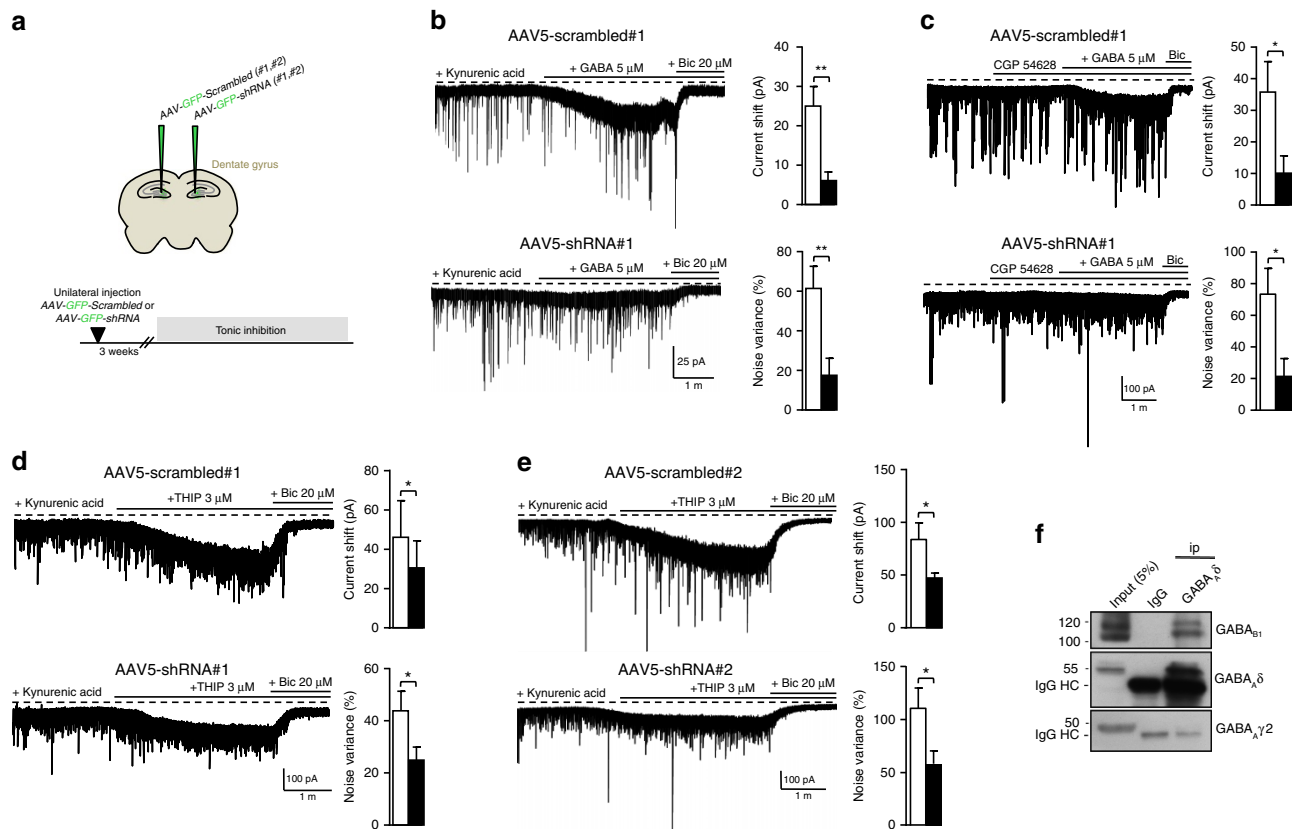 a
AAV-GFP-Scrambled (#1,#2)
AAV-GFP-shRNA (#1,#2)
Dentate gyrus
Unilateral injection
AAV-GFP-Scrambled or
AAV-GFP-shRNA
3 weeks
Tonic inhibition
b
AAV5-scrambled#1
+ Kynurenic acid
+ GABA 5 μM
+ Bic 20 μM
40
30
20
10
0
Current shift (pA)
**
AAV5-shRNA#1
+ Kynurenic acid
+ GABA 5 μM
+ Bic 20 μM
25 pA
1 m
80
60
40
20
0
Noise variance (%)
**
c
AAV5-scrambled#1
CGP 54628
+ GABA 5 μM
Bic
50
40
30
20
10
0
Current shift (pA)
*
AAV5-shRNA#1
CGP 54628
+ GABA 5 μM
Bic
100 pA
1 m
100
80
60
40
20
0
Noise variance (%)
*
d
AAV5-scrambled#1
+ Kynurenic acid
+THIP 3 μM
+ Bic 20 μM
80
60
40
20
0
Current shift (pA)
*
AAV5-shRNA#1
+ Kynurenic acid
+THIP 3 μM
+ Bic 20 μM
100 pA
1 m
60
40
20
0
Noise variance (%)
*
e
AAV5-scrambled#2
+ Kynurenic acid
+THIP 3 μM
+ Bic 20 μM
150
100
50
0
Current shift (pA)
*
AAV5-shRNA#2
+ Kynurenic acid
+THIP 3 μM
+ Bic 20 μM
100 pA
1 m
150
100
50
0
Noise variance (%)
*
f
ip
Input (5%)
IgG
GABAAδ
120 -
100 -
GABAB1
55 -
IgG HC -
GABAAδ
50 -
IgG HC -
GABAAγ2